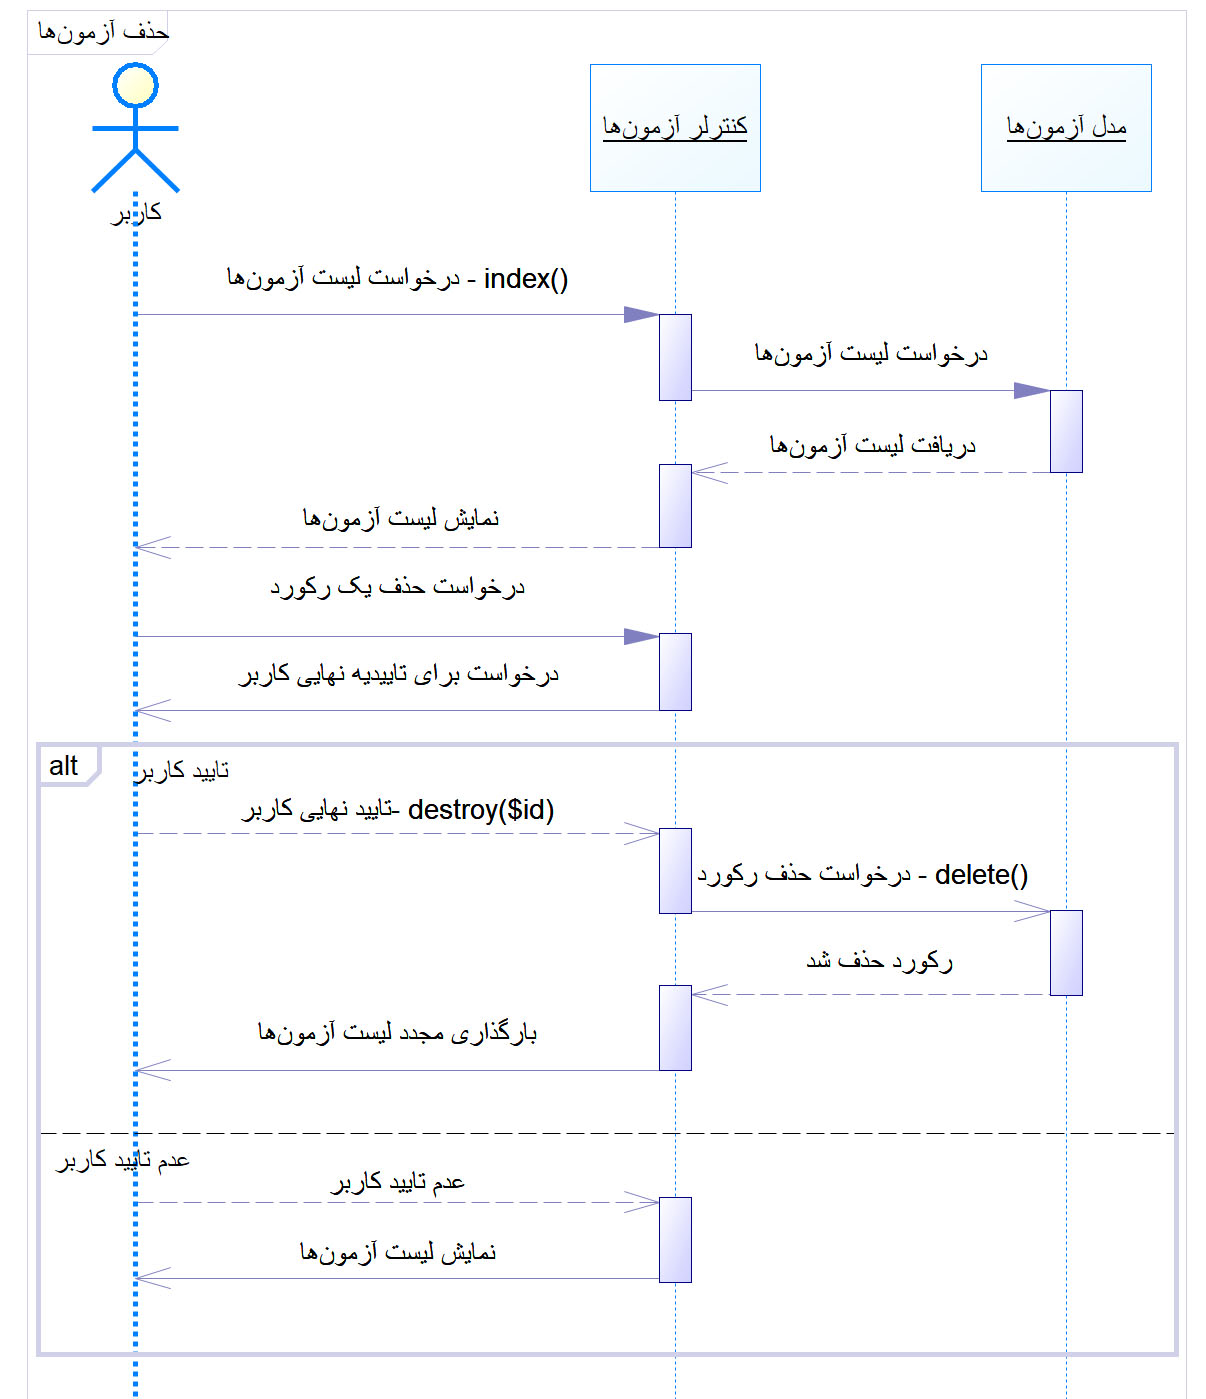 حذف آزمون‌ها
کاربر
کنترلر آزمون‌ها
مدل آزمون‌ها
درخواست لیست آزمون‌ها - index()
درخواست لیست آزمون‌ها
دریافت لیست آزمون‌ها
نمایش لیست آزمون‌ها
درخواست حذف یک رکورد
درخواست برای تاییدیه نهایی کاربر
alt
تایید کاربر
تایید نهایی کاربر- destroy($id)
درخواست حذف رکورد - delete()
رکورد حذف شد
بارگذاری مجدد لیست آزمون‌ها
عدم تایید کاربر
عدم تایید کاربر
نمایش لیست آزمون‌ها